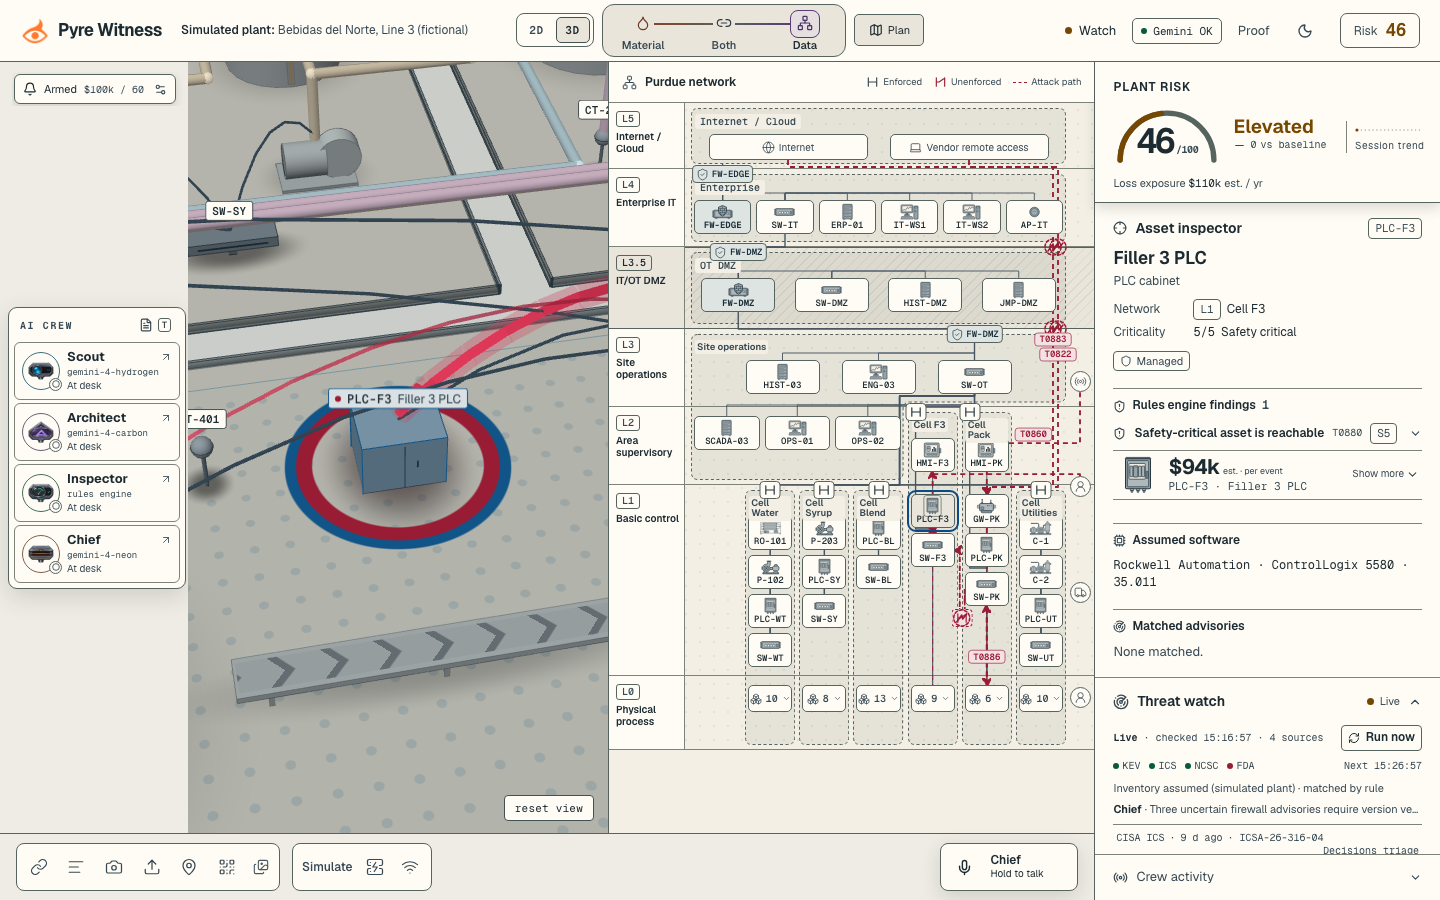 Pyre Witness
Simulated plant: Bebidas del Norte, Line 3 (fictional)
2D
3D
Material
Both
Data
Plan
Watch
Gemini OK
Proof
Risk 46
Armed $100k / 60
AI CREW
T
Scout
gemini-4-hydrogen
At desk
Architect
gemini-4-carbon
At desk
Inspector
rules engine
At desk
Chief
gemini-4-neon
At desk
SW-SY
PLC-F3 Filler 3 PLC
T-401
reset view
Purdue network
Enforced
Unenforced
Attack path
L5
Internet / Cloud
Internet / Cloud
Internet
Vendor remote access
L4
Enterprise IT
FW-EDGE
Enterprise
FW-EDGE
SW-IT
ERP-01
IT-WS1
IT-WS2
AP-IT
L3.5
IT/OT DMZ
FW-DMZ
OT DMZ
FW-DMZ
SW-DMZ
HIST-DMZ
JMP-DMZ
L3
Site operations
FW-DMZ
Site operations
T0883
T0822
HIST-03
ENG-03
SW-OT
L2
Area supervisory
SCADA-03
OPS-01
OPS-02
Cell F3
Cell Pack
T0860
HMI-F3
HMI-PK
L1
Basic control
Cell Water
Cell Syrup
Cell Blend
Cell Utilities
RO-101
P-203
PLC-BL
PLC-F3
GW-PK
C-1
P-102
PLC-SY
SW-BL
SW-F3
PLC-PK
C-2
PLC-WT
SW-SY
SW-PK
PLC-UT
SW-WT
T0886
SW-UT
L0
Physical process
10
8
13
9
6
10
PLANT RISK
46 /100
Elevated
— 0 vs baseline
Session trend
Loss exposure $110k est. / yr
Asset inspector
PLC-F3
Filler 3 PLC
PLC cabinet
Network L1 Cell F3
Criticality 5/5 Safety critical
Managed
Rules engine findings 1
Safety-critical asset is reachable T0880 S5
$94k est. · per event
PLC-F3 · Filler 3 PLC
Show more
Assumed software
Rockwell Automation · ControlLogix 5580 ·
35.011
Matched advisories
None matched.
Threat watch
Live
Live · checked 15:16:57 · 4 sources
Run now
KEV ICS NCSC FDA
Next 15:26:57
Inventory assumed (simulated plant) · matched by rule
Chief · Three uncertain firewall advisories require version ve…
CISA ICS · 9 d ago · ICSA-26-316-04
Decisions triage
Crew activity
Simulate
Chief
Hold to talk